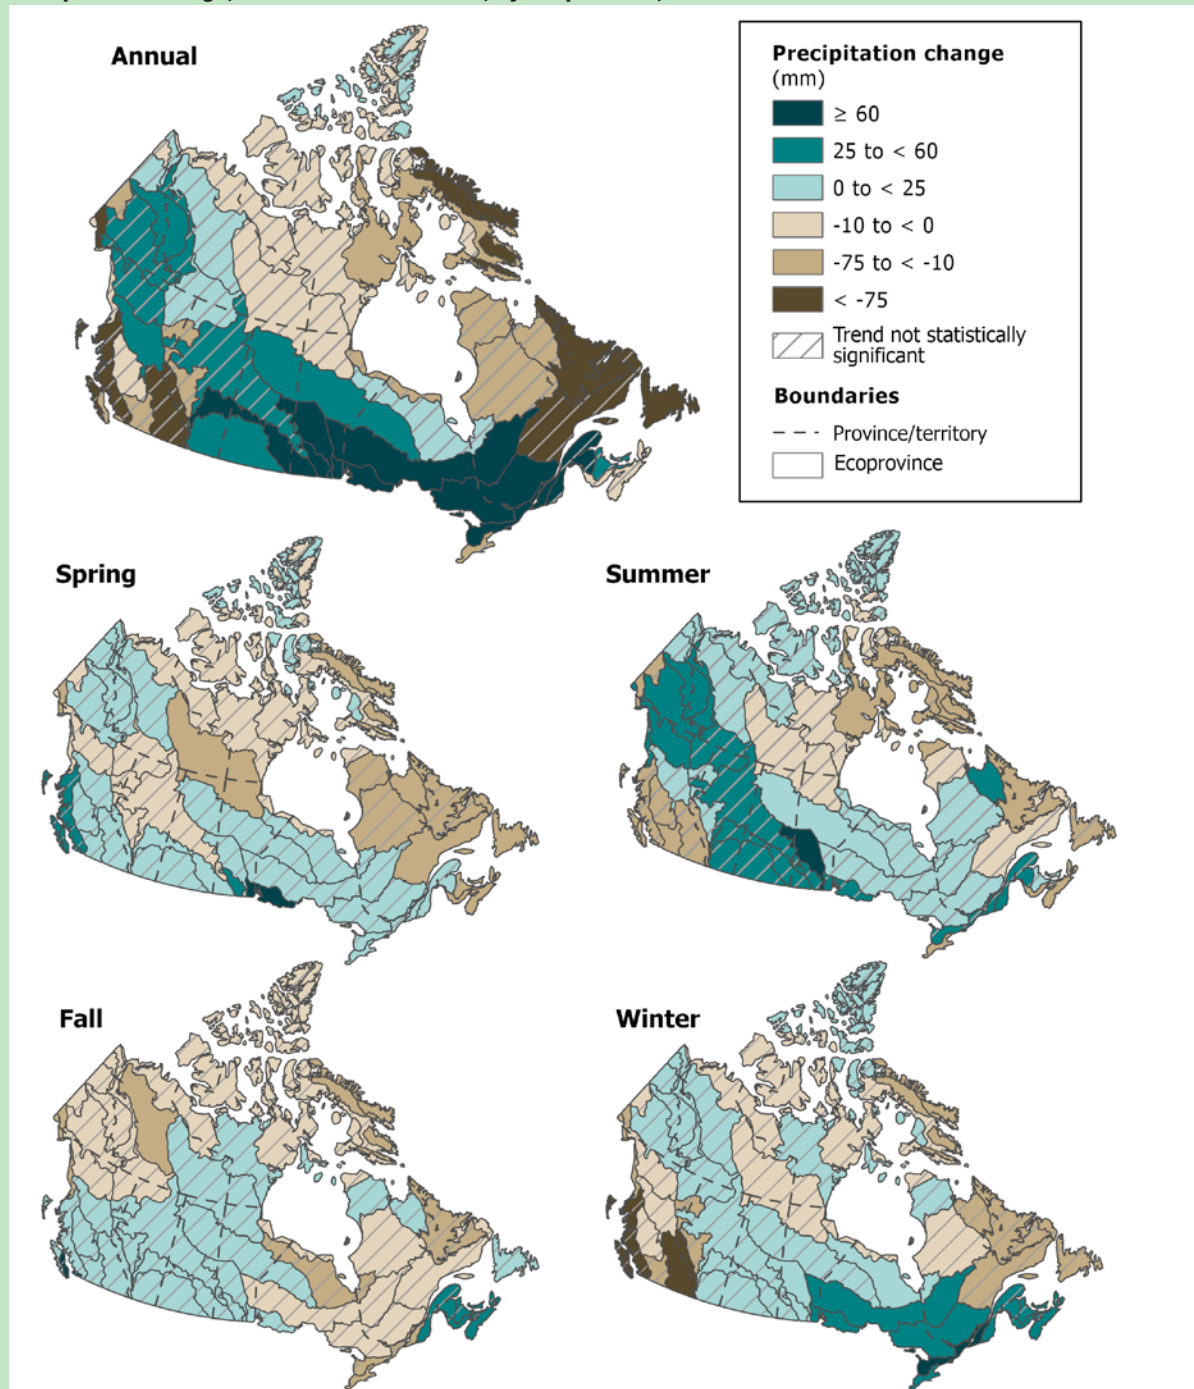 Annual
Precipitation change
(mm)
≥ 60
25 to < 60
0 to < 25
-10 to < 0
-75 to < -10
< -75
Trend not statistically
significant
Boundaries
Province/territory
Ecoprovince
Spring
Summer
Fall
Winter